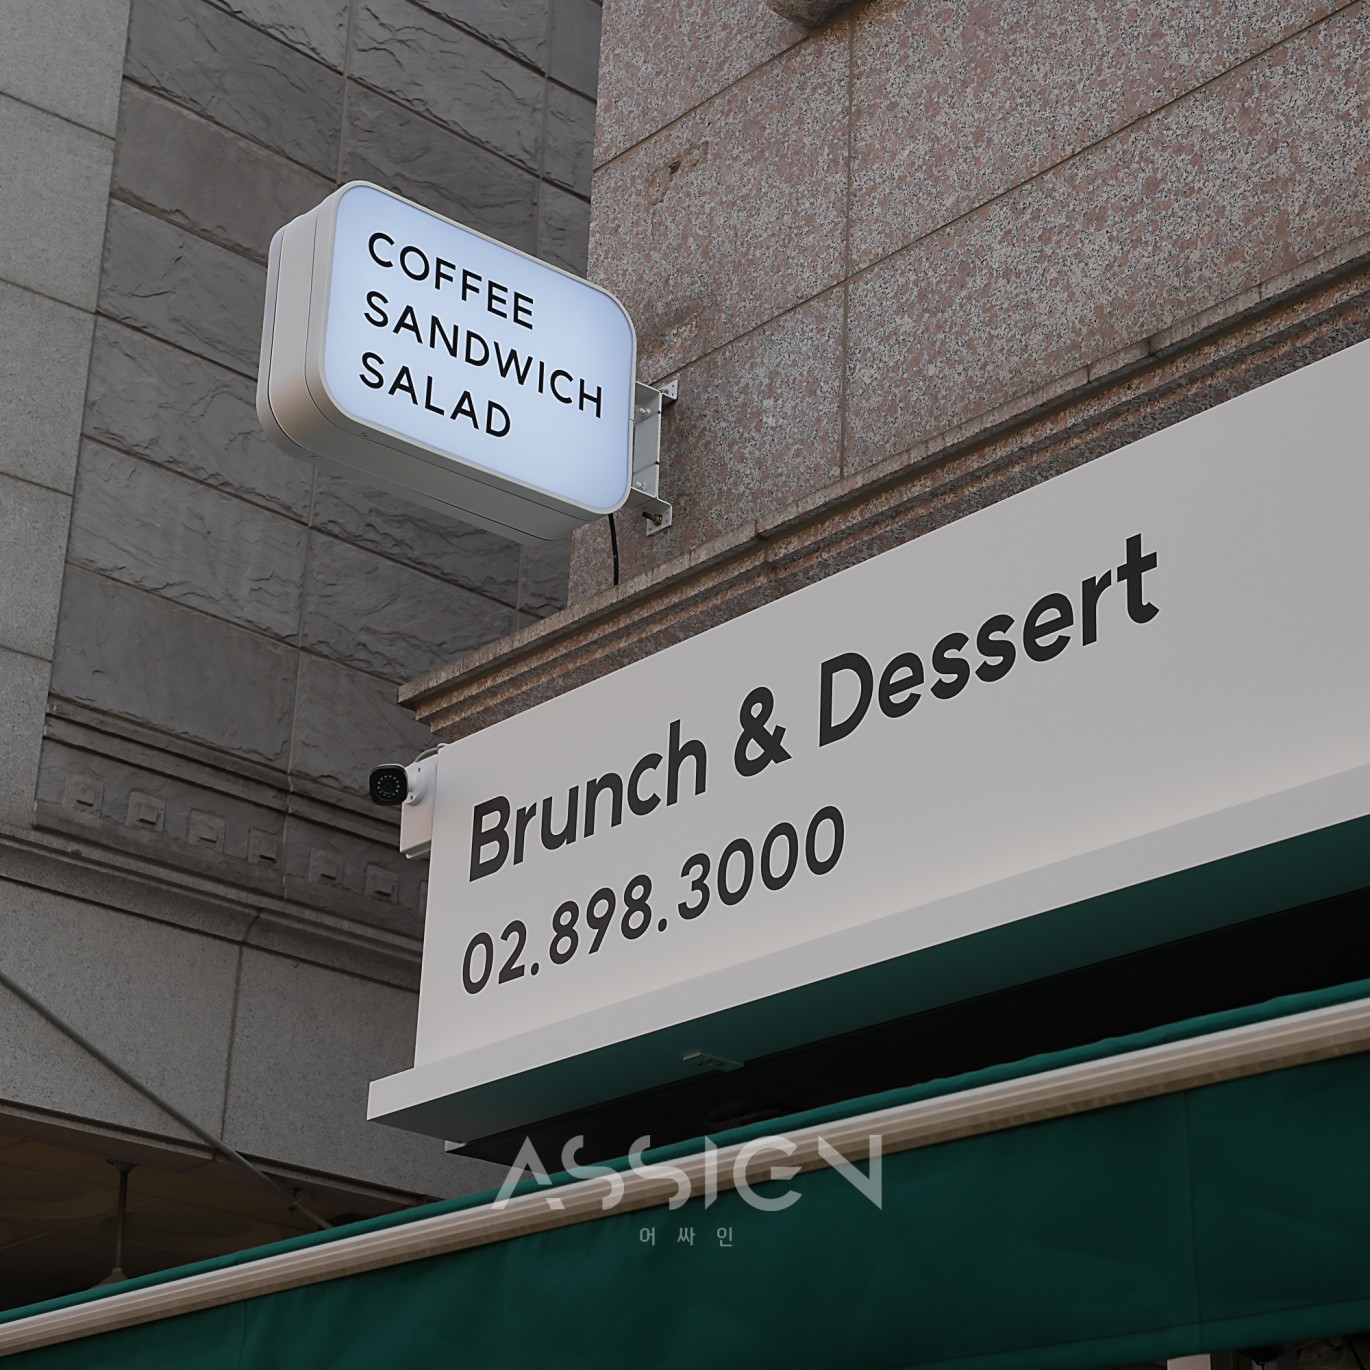 COFFEE
SANDWICH
SALAD
Brunch & Dessert
02.898.3000
ASSIGN
어싸인